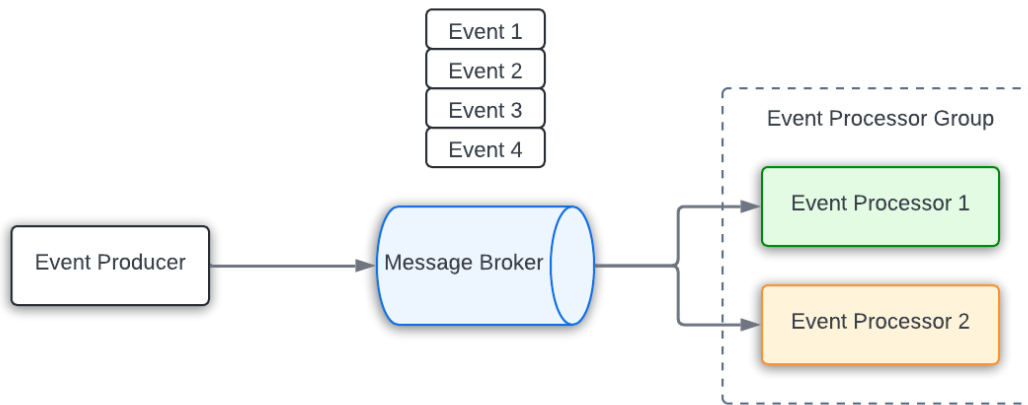 Event 1
Event 2
Event 3
Event 4
Event Processor Group
Event Processor 1
Event Producer
Message Broker
Event Processor 2